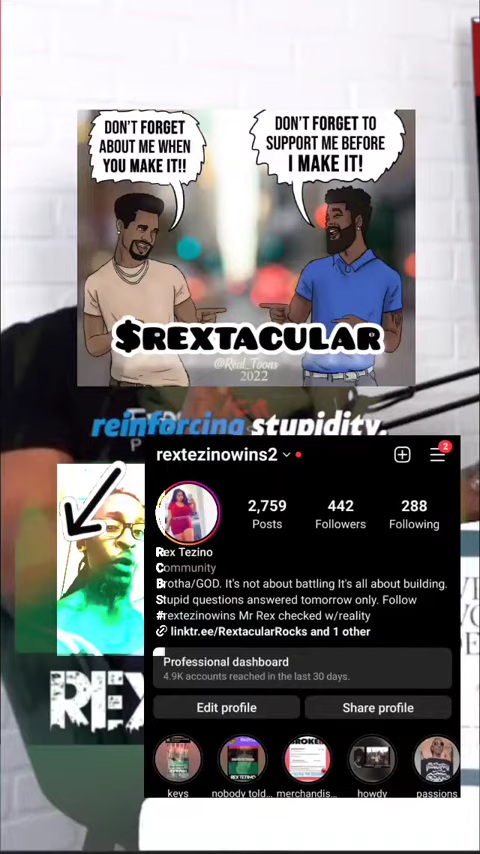 DON'T FORGET
ABOUT ME WHEN
YOU MAKE IT!!
DON'T FORGET TO
SUPPORT ME BEFORE
I MAKE IT!
$REXTACULAR
@Real_Toons
2022
reinforcing stupidity.
rextezinowins2
2
2,759
442
288
Posts
Followers
Following
Rex Tezino
Community
Brotha/GOD. It's not about battling It's all about building.
Stupid questions answered tomorrow only. Follow
#rextezinowins Mr Rex checked w/reality
linktr.ee/RextacularRocks and 1 other
Professional dashboard
4.9K accounts reached in the last 30 days.
Edit profile
Share profile
REX
BROKE
REX TEZINO
keys
nobody told...
merchandis...
howdy
passions